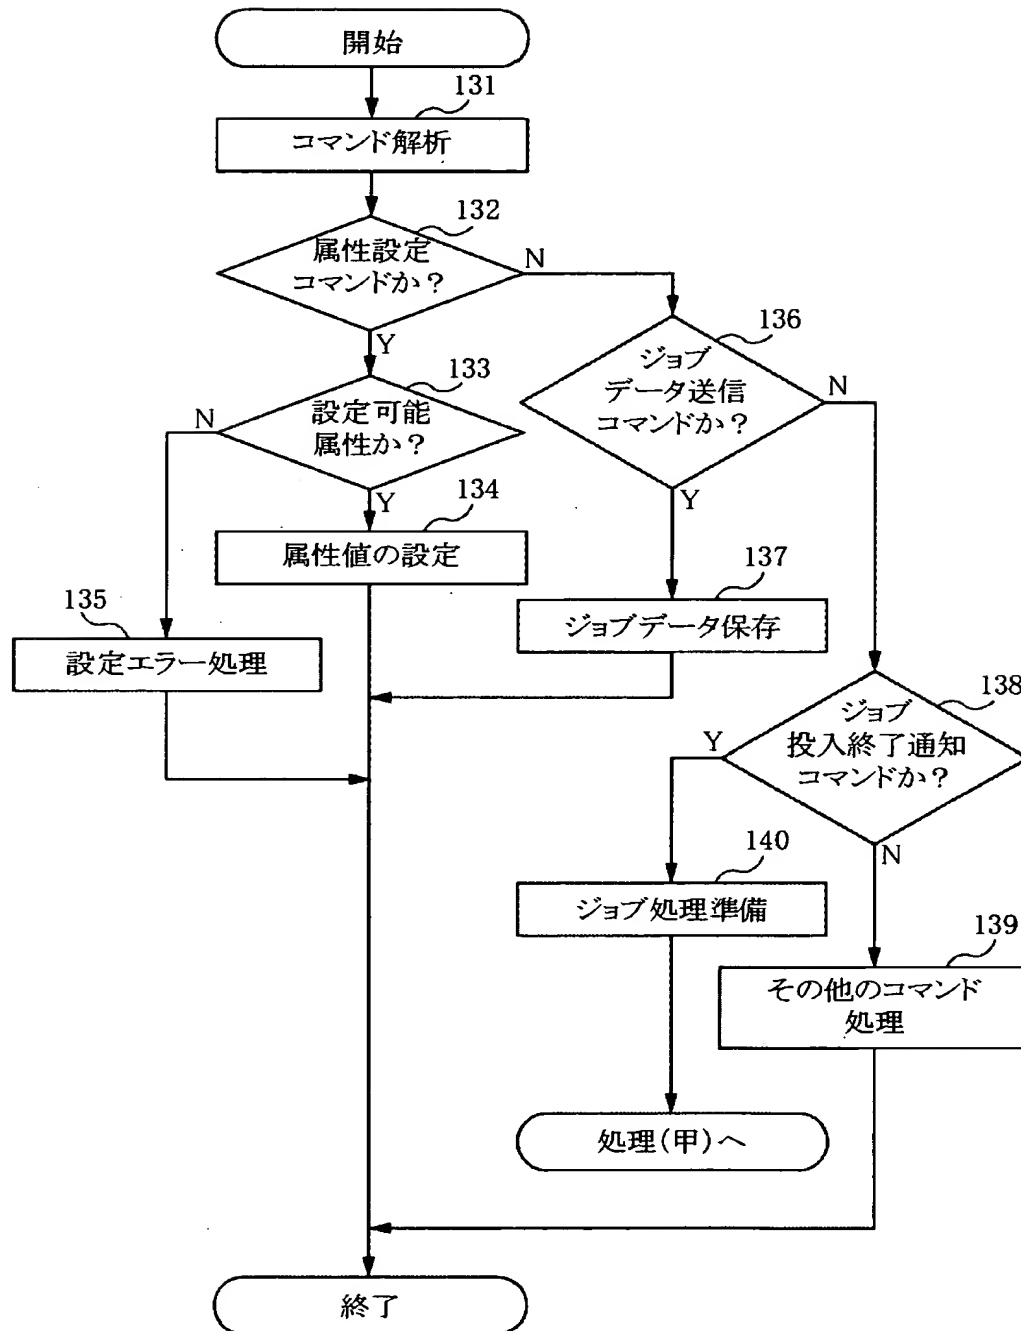 開始
131
コマンド解析
132
属性設定
コマンドか?
N
Y
133
設定可能
属性か?
N
Y
134
属性値の設定
135
設定エラー処理
136
ジョブ
データ送信
コマンドか?
N
Y
137
ジョブデータ保存
138
ジョブ
投入終了通知
コマンドか?
Y
N
140
ジョブ処理準備
139
その他のコマンド
処理
処理(甲)へ
終了